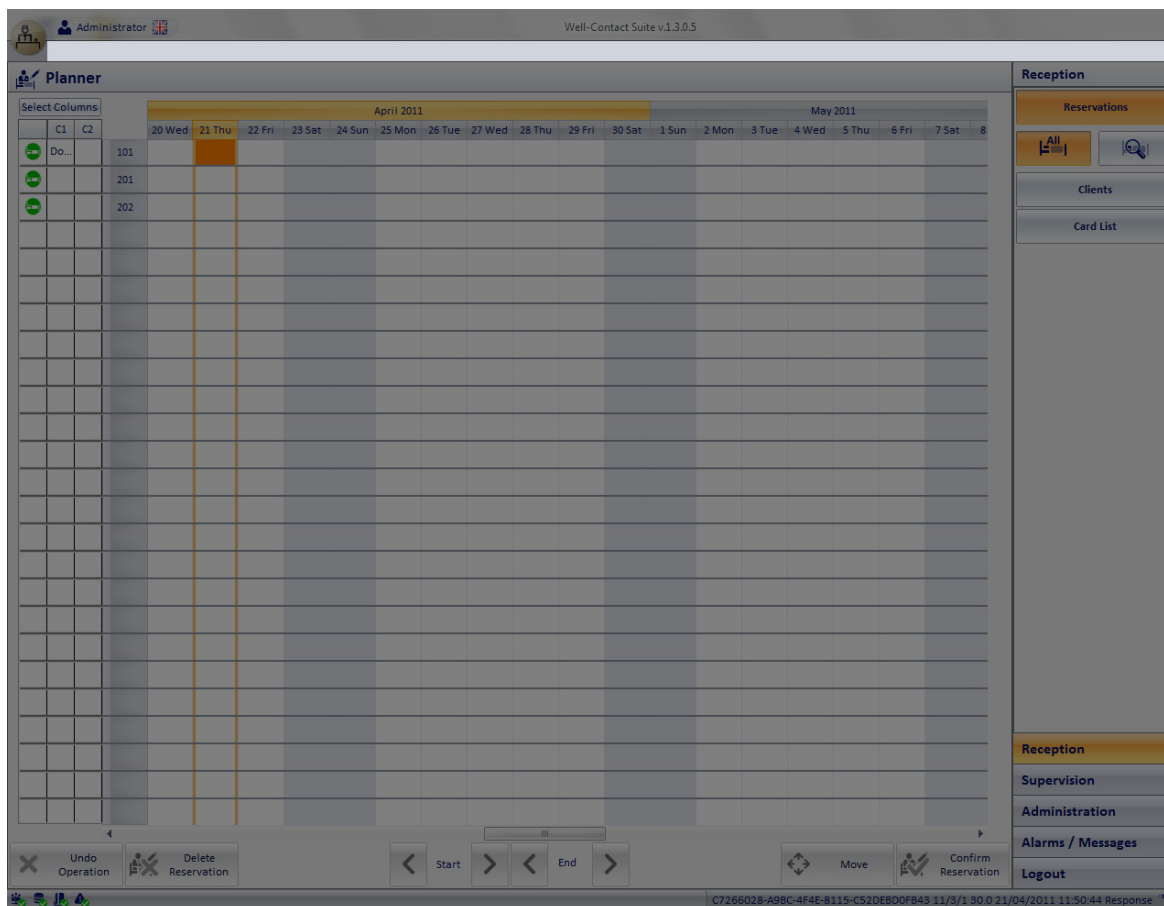 Administrator
Well-Contact Suite v.1.3.0.5
Planner
Reception
Select Columns
April 2011
May 2011
Reservations
C1 C2
20 Wed 21 Thu 22 Fri 23 Sat 24 Sun 25 Mon 26 Tue 27 Wed 28 Thu 29 Fri 30 Sat 1 Sun 2 Mon 3 Tue 4 Wed 5 Thu 6 Fri 7 Sat 8
All
Do... 101
201
202
Clients
Card List
Reception
Supervision
Administration
Alarms / Messages
Logout
Undo Operation
Delete Reservation
Start
End
Move
Confirm Reservation
C7266028-A9BC-4F4E-8115-C52DEBD0FB43 11/3/1 30.0 21/04/2011 11:50:44 Response